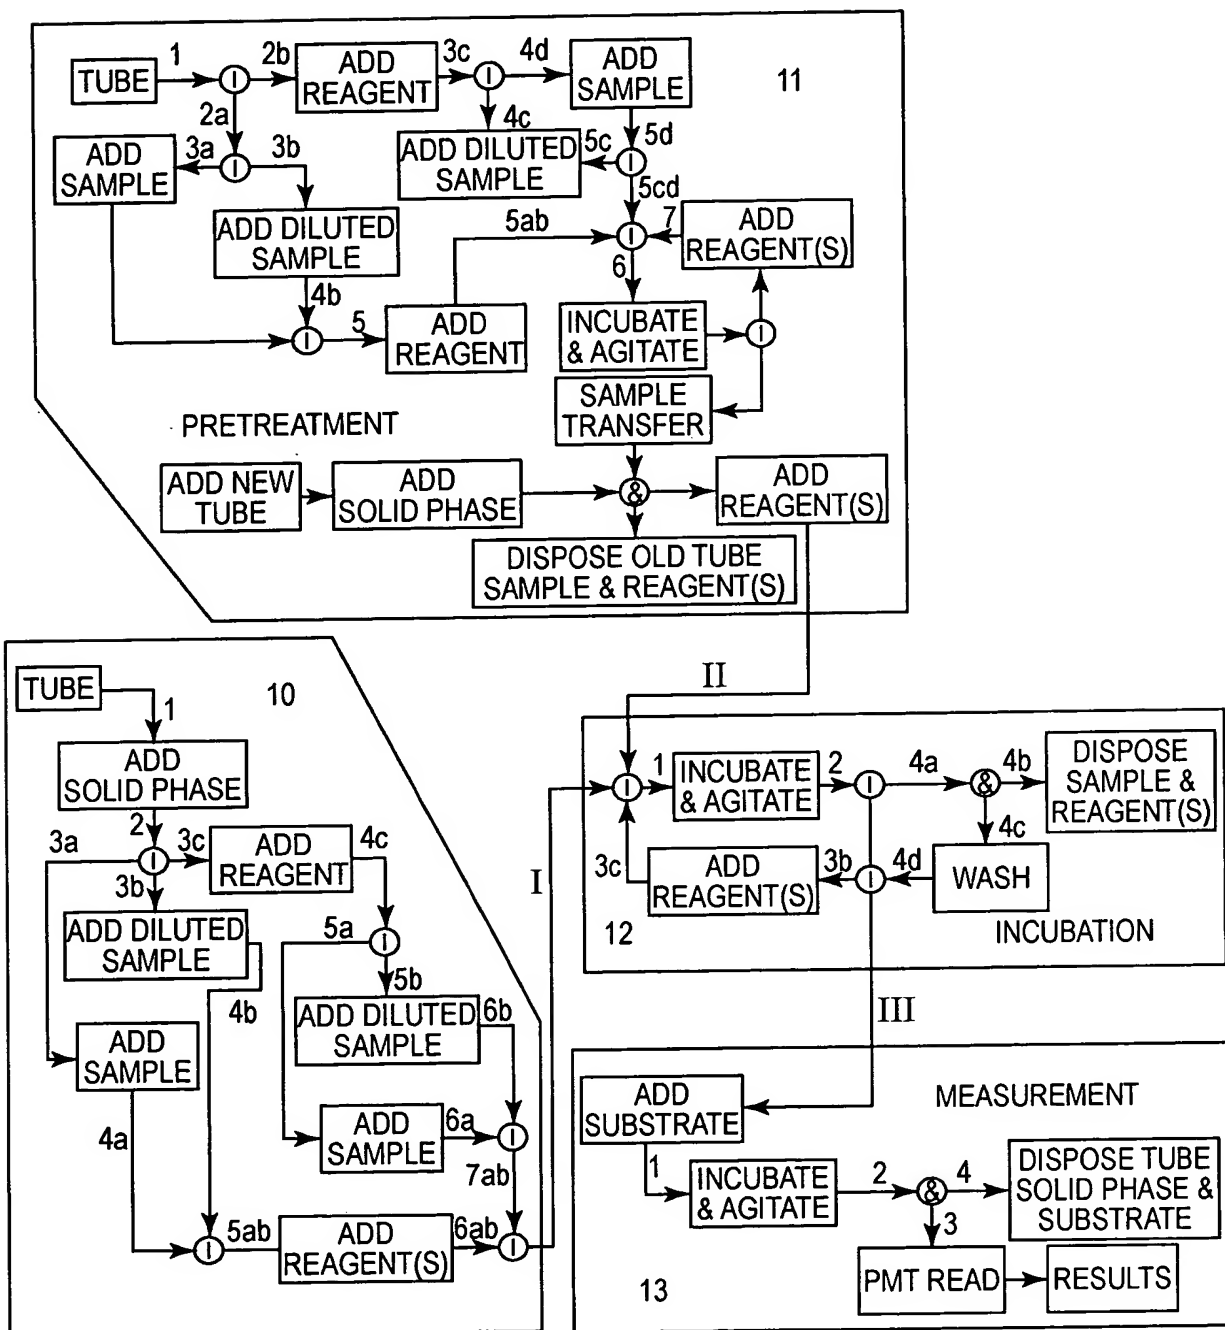 1
2b
3c
4d
TUBE
I
ADD
REAGENT
I
ADD
SAMPLE
11
2a
4c
5d
ADD
SAMPLE
3a
I
3b
ADD DILUTED
SAMPLE
5c
I
5cd
ADD DILUTED
SAMPLE
5ab
I
7
ADD
REAGENT(S)
6
4b
I
5
ADD
REAGENT
INCUBATE
& AGITATE
I
SAMPLE
TRANSFER
PRETREATMENT
ADD NEW
TUBE
ADD
SOLID PHASE
&
ADD
REAGENT(S)
DISPOSE OLD TUBE
SAMPLE & REAGENT(S)
II
TUBE
10
1
ADD
SOLID PHASE
2
3a
I
3c
ADD
REAGENT
4c
3b
ADD DILUTED
SAMPLE
5a
I
4b
5b
ADD DILUTED
SAMPLE
6b
ADD
SAMPLE
4a
ADD
SAMPLE
6a
I
7ab
I
5ab
ADD
REAGENT(S)
6ab
I
I
I
1
INCUBATE
& AGITATE
2
I
4a
&
4b
DISPOSE
SAMPLE &
REAGENT(S)
4c
3c
ADD
REAGENT(S)
3b
I
4d
WASH
12
INCUBATION
III
ADD
SUBSTRATE
MEASUREMENT
1
INCUBATE
& AGITATE
2
&
4
DISPOSE TUBE
SOLID PHASE &
SUBSTRATE
3
PMT READ
RESULTS
13